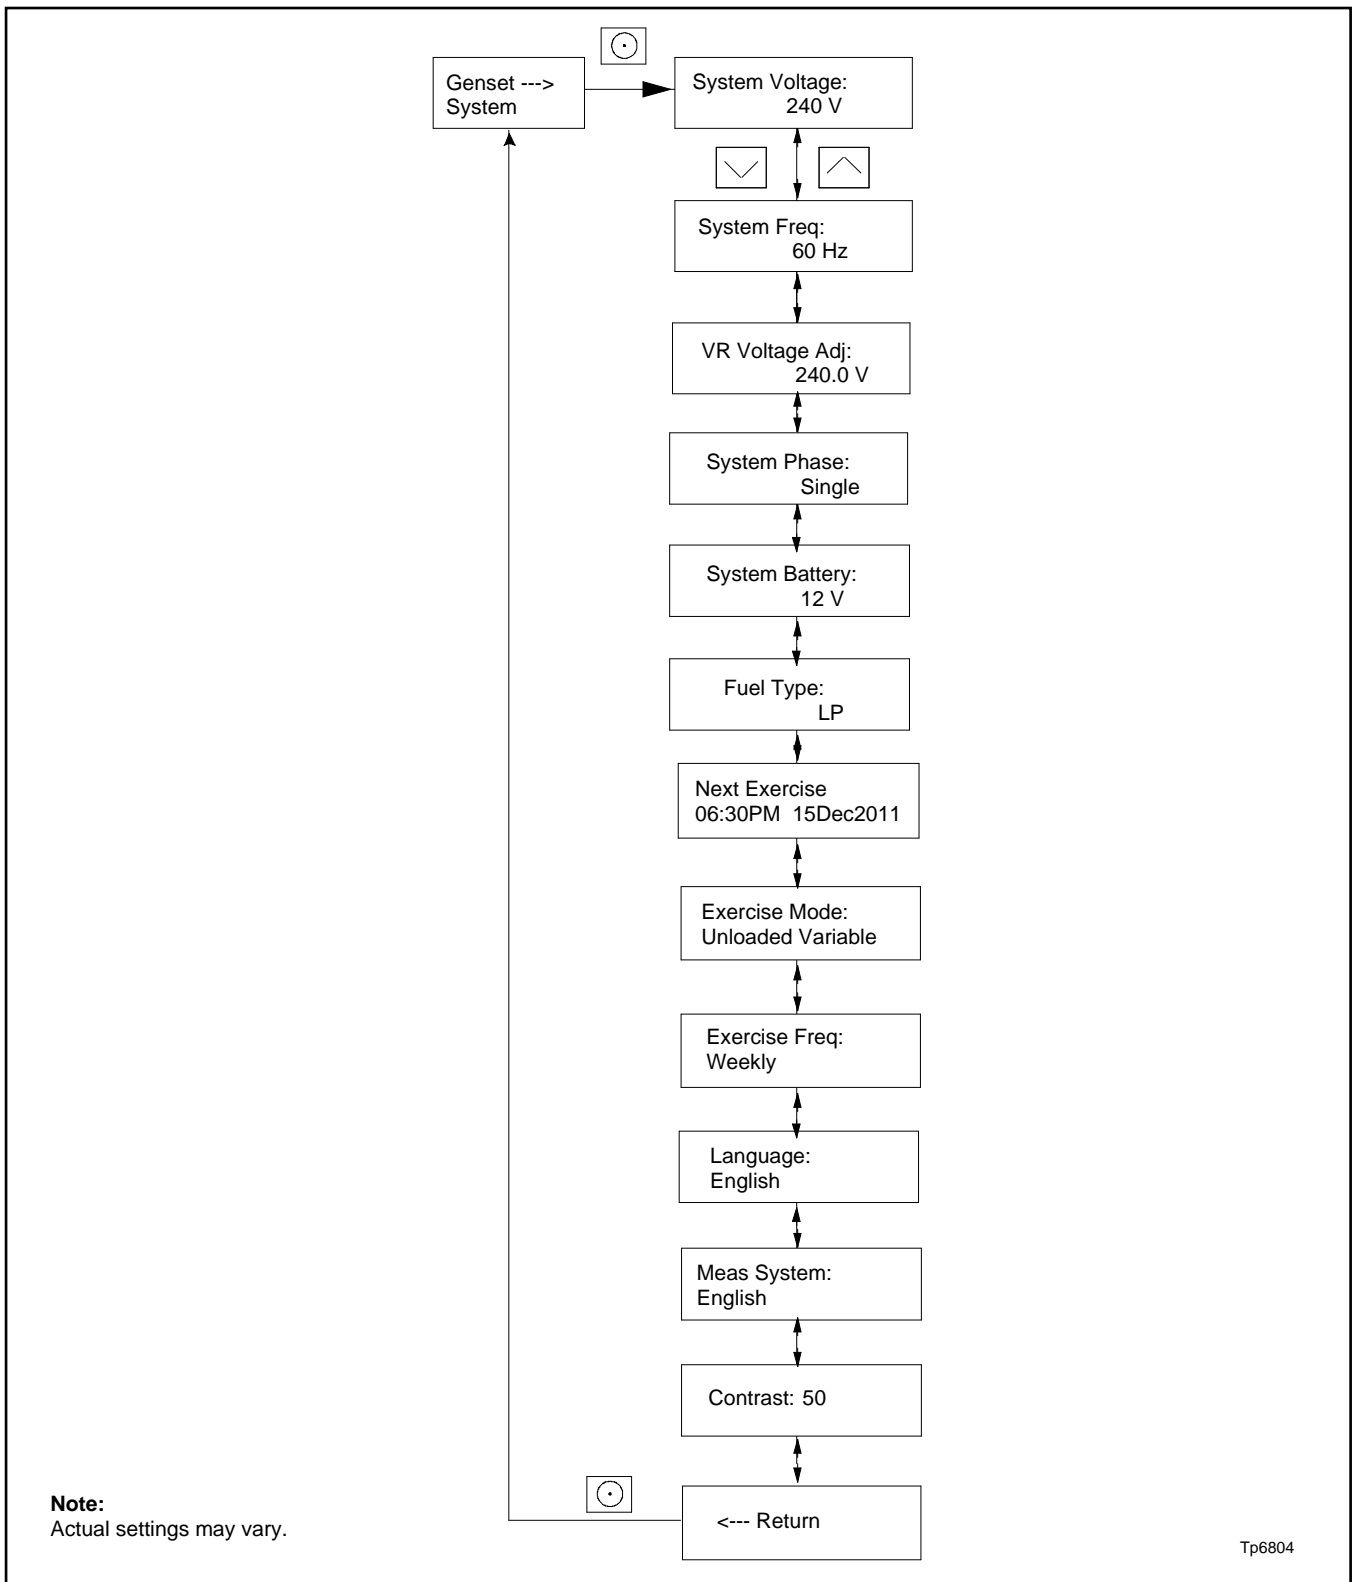 Genset --->
System
System Voltage:
240 V
System Freq:
60 Hz
VR Voltage Adj:
240.0 V
System Phase:
Single
System Battery:
12 V
Fuel Type:
LP
Next Exercise
06:30PM 15Dec2011
Exercise Mode:
Unloaded Variable
Exercise Freq:
Weekly
Language:
English
Meas System:
English
Contrast: 50
<--- Return
Note:
Actual settings may vary.
Tp6804